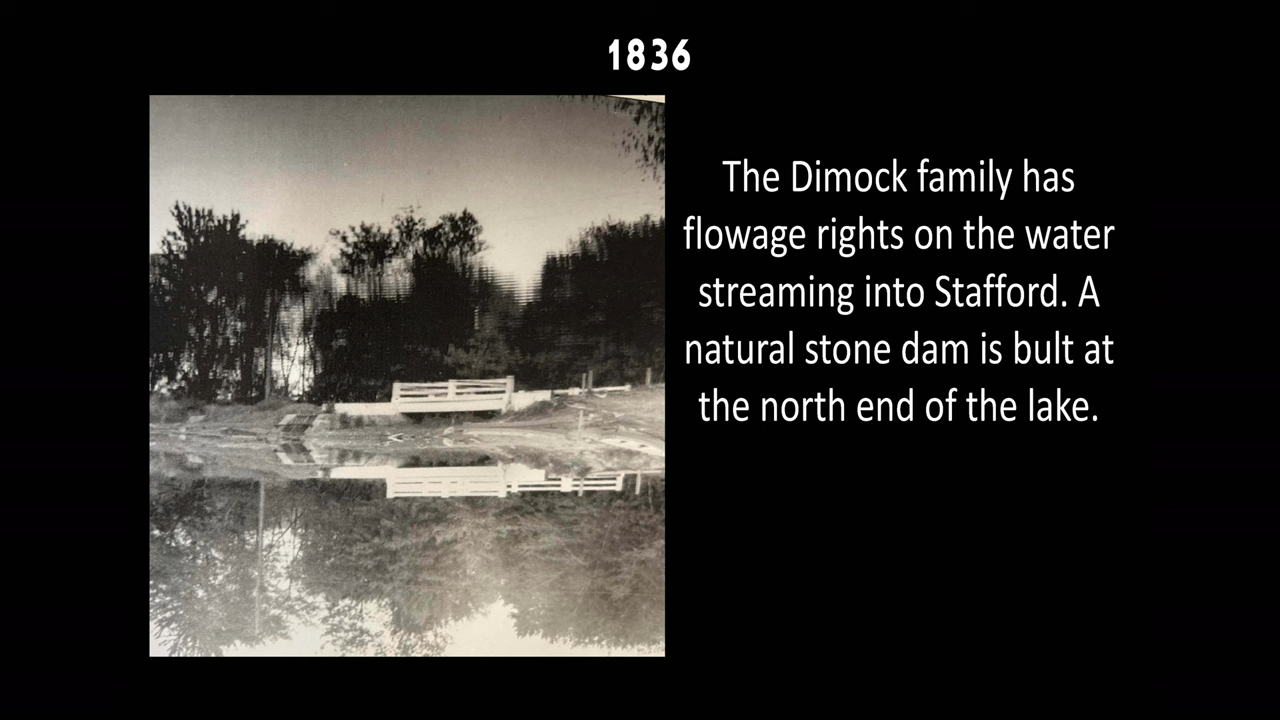 1836
The Dimock family has
flowage rights on the water
streaming into Stafford. A
natural stone dam is bult at
the north end of the lake.